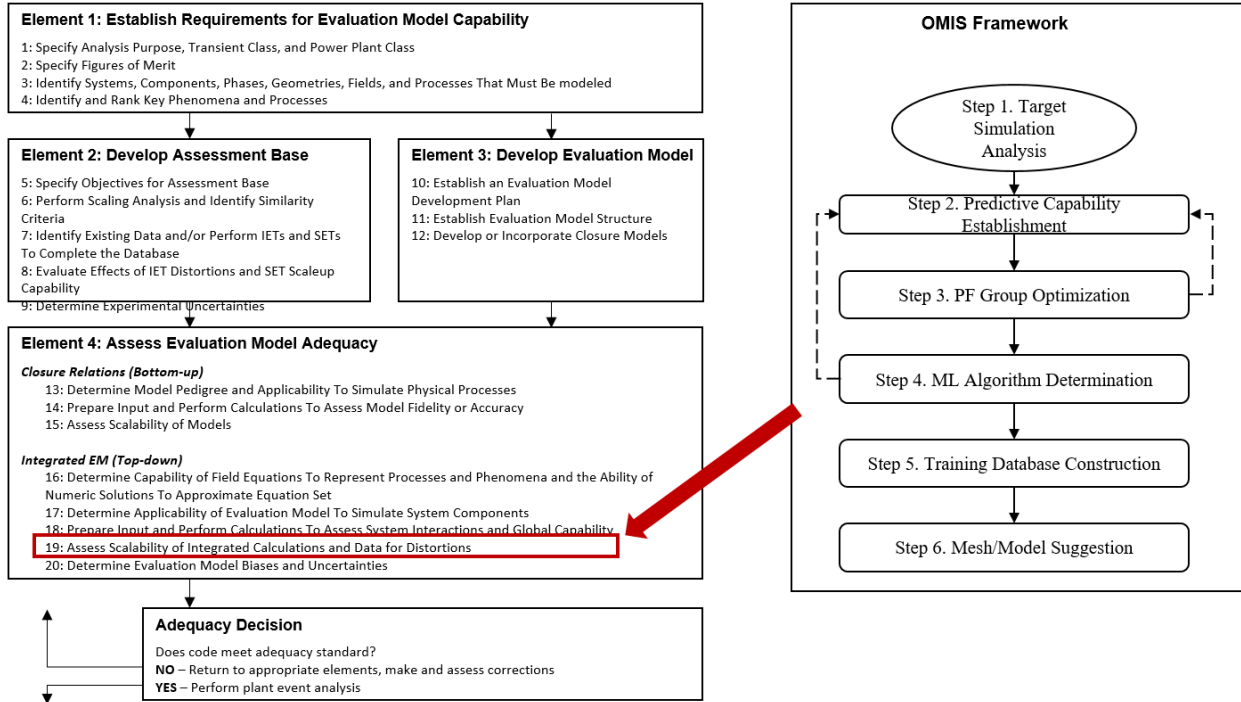 Element 1: Establish Requirements for Evaluation Model Capability
1: Specify Analysis Purpose, Transient Class, and Power Plant Class
2: Specify Figures of Merit
3: Identify Systems, Components, Phases, Geometries, Fields, and Processes That Must Be modeled
4: Identify and Rank Key Phenomena and Processes
Element 2: Develop Assessment Base
5: Specify Objectives for Assessment Base
6: Perform Scaling Analysis and Identify Similarity
Criteria
7: Identify Existing Data and/or Perform IETs and SETs
To Complete the Database
8: Evaluate Effects of IET Distortions and SET Scaleup
Capability
9: Determine Experimental Uncertainties
Element 3: Develop Evaluation Model
10: Establish an Evaluation Model
Development Plan
11: Establish Evaluation Model Structure
12: Develop or Incorporate Closure Models
Element 4: Assess Evaluation Model Adequacy
Closure Relations (Bottom-up)
13: Determine Model Pedigree and Applicability To Simulate Physical Processes
14: Prepare Input and Perform Calculations To Assess Model Fidelity or Accuracy
15: Assess Scalability of Models
Integrated EM (Top-down)
16: Determine Capability of Field Equations To Represent Processes and Phenomena and the Ability of
Numeric Solutions To Approximate Equation Set
17: Determine Applicability of Evaluation Model To Simulate System Components
18: Prepare Input and Perform Calculations To Assess System Interactions and Global Capability
19: Assess Scalability of Integrated Calculations and Data for Distortions
20: Determine Evaluation Model Biases and Uncertainties
Adequacy Decision
Does code meet adequacy standard?
NO – Return to appropriate elements, make and assess corrections
YES – Perform plant event analysis
OMIS Framework
Step 1. Target
Simulation
Analysis
Step 2. Predictive Capability
Establishment
Step 3. PF Group Optimization
Step 4. ML Algorithm Determination
Step 5. Training Database Construction
Step 6. Mesh/Model Suggestion